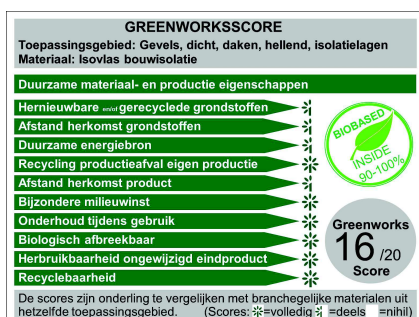 GREENWORKSSCORE
Toepassingsgebied: Gevels, dicht, daken, hellend, isolatielagen
Materiaal: Isovlas bouwisolatie
Duurzame materiaal- en productie eigenschappen
Hernieuwbare en/of gerecyclede grondstoffen
Afstand herkomst grondstoffen
Duurzame energiebron
Recycling productieafval eigen productie
Afstand herkomst product
Bijzondere milieuwinst
Onderhoud tijdens gebruik
Biologisch afbreekbaar
Herbruikbaarheid ongewijzigd eindproduct
Recyclebaarheid
BIOBASED
INSIDE
90-100%
Greenworks
16 /20
Score
De scores zijn onderling te vergelijken met branchegelijke materialen uit
hetzelfde toepassingsgebied. (Scores: =volledig =deels =nihil)